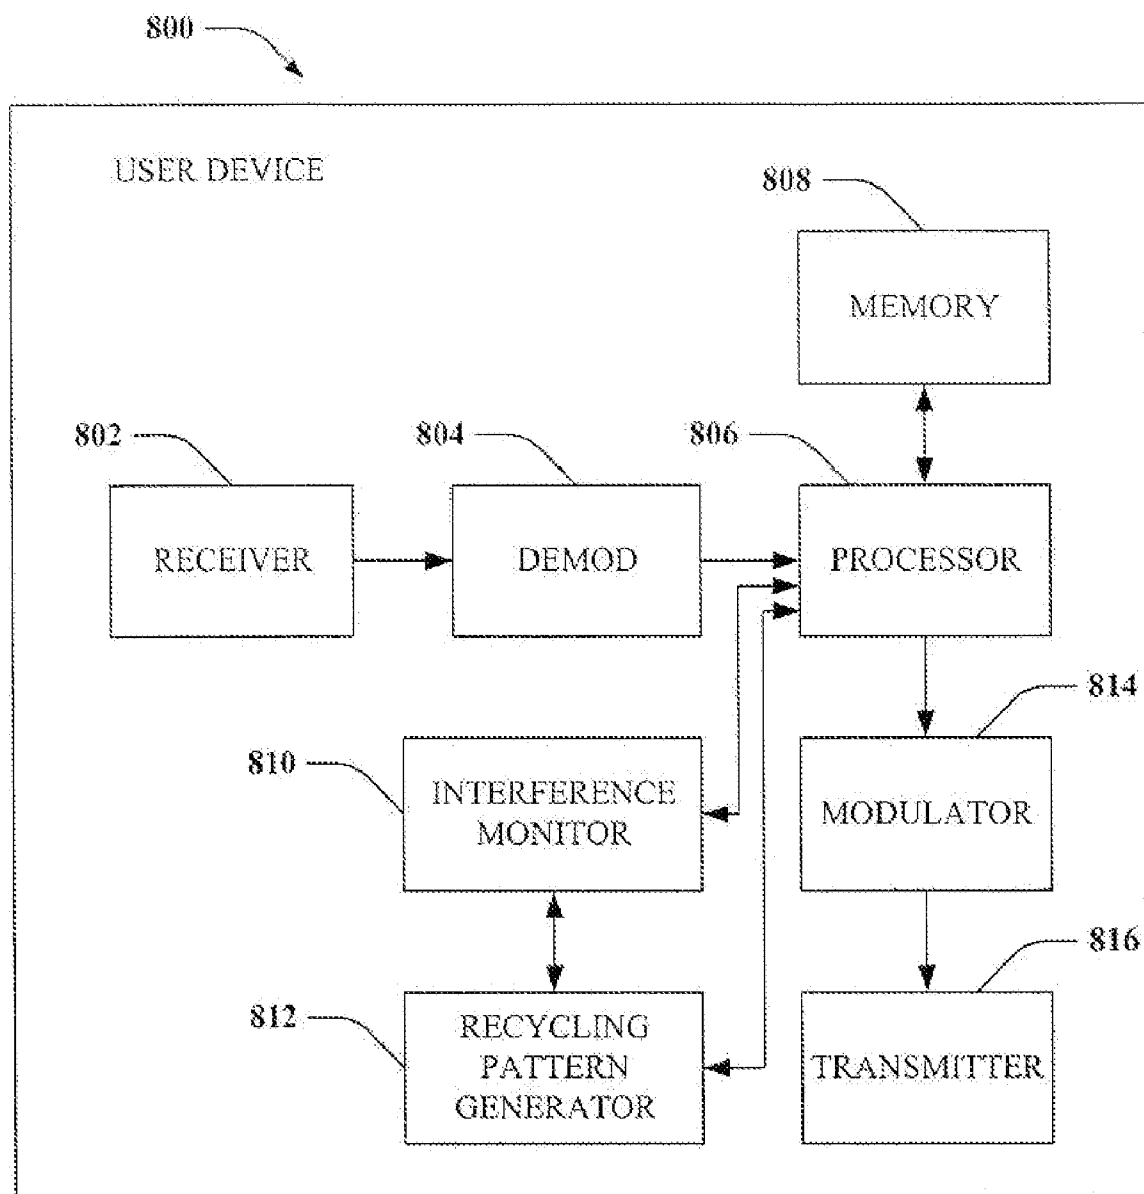 800
USER DEVICE
808
MEMORY
802
804
806
RECEIVER
DEMOD
PROCESSOR
814
810
INTERFERENCE
MONITOR
MODULATOR
816
812
RECYCLING
PATTERN
GENERATOR
TRANSMITTER